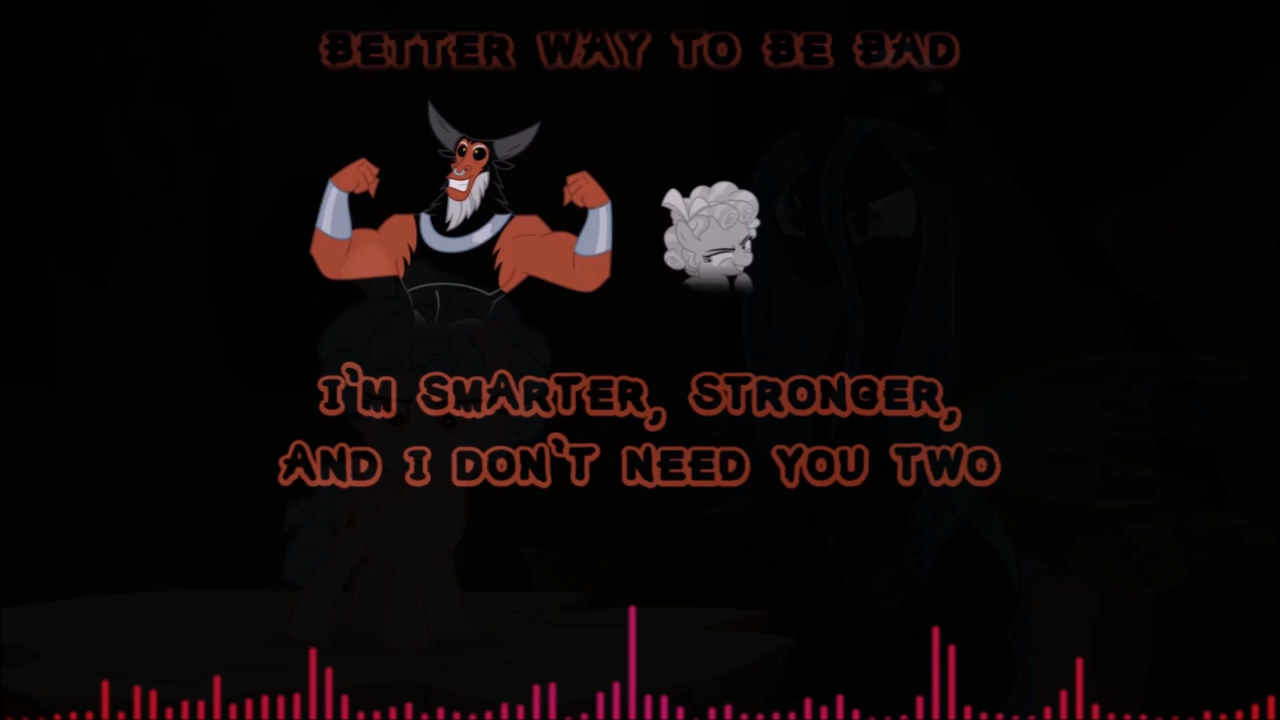 BETTER WAY TO BE BAD
I'M SMARTER, STRONGER,
AND I DON'T NEED YOU TWO